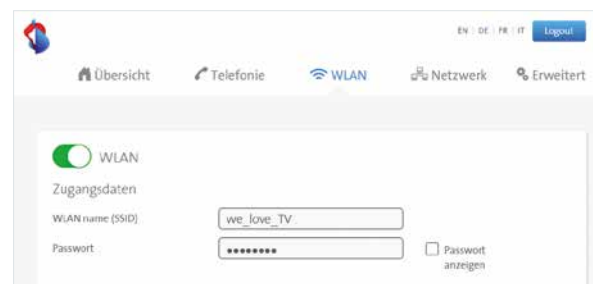 EN | DE | FR | IT Logout
Übersicht Telefonie WLAN Netzwerk Erweitert
WLAN
Zugangsdaten
WLAN name (SSID) we_love_TV
Passwort •••••••• Passwort
anzeigen